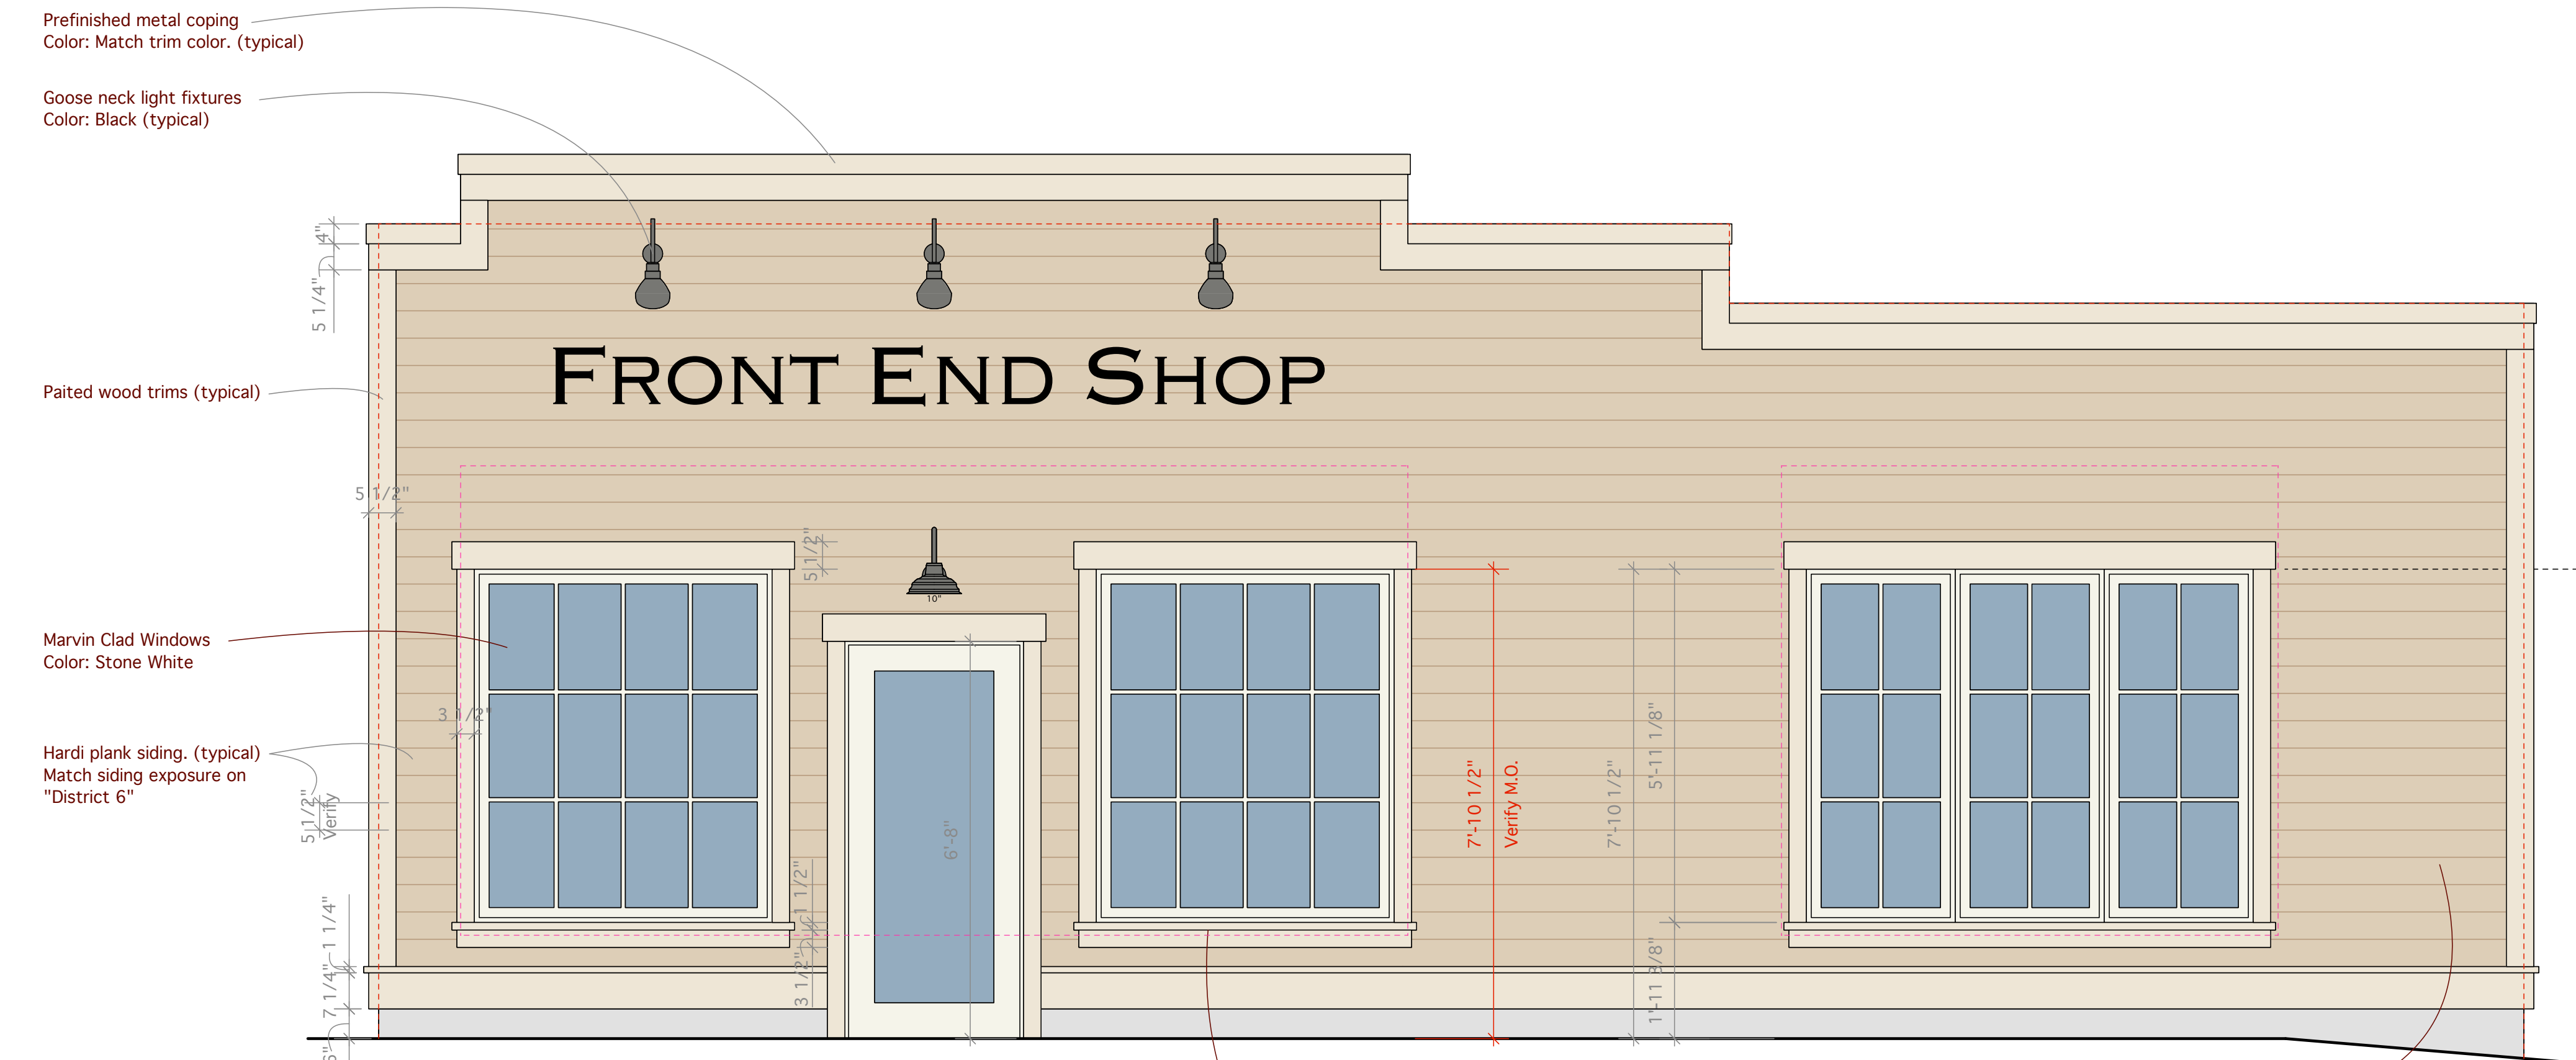 Prefinished metal coping
Color: Match trim color. (typical)
Goose neck light fixtures
Color: Black (typical)
4"
5 1/4"
FRONT END SHOP
Paited wood trims (typical)
5 1/2"
5 1/2"
10"
Marvin Clad Windows
Color: Stone White
3 1/2"
Hardi plank siding. (typical)
Match siding exposure on
"District 6"
5 1/2"
Verify
6'-8"
7'-10 1/2"
Verify M.O.
7'-10 1/2"
5'-11 1/8"
1 1/2"
3 1/2"
1 1/4"
7 1/4"
1'-11 3/8"